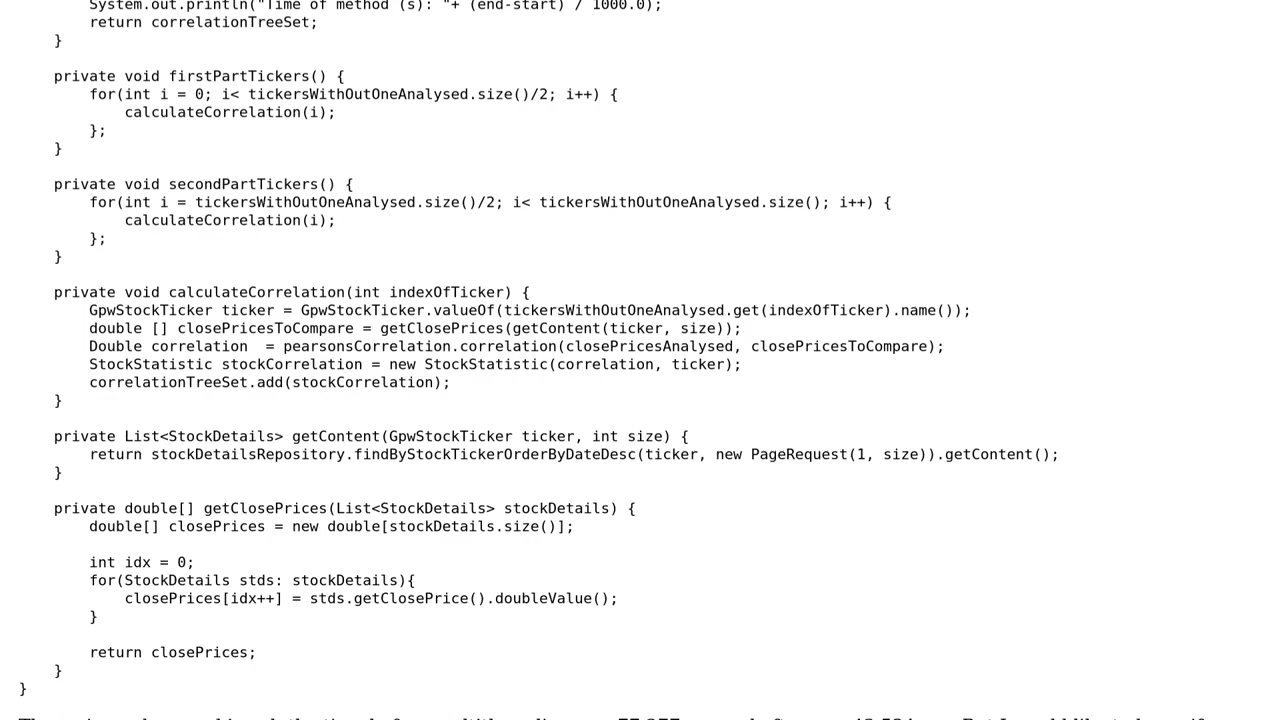 System.out.println("Time of method (s): "+ (end-start) / 1000.0);
return correlationTreeSet;
}
private void firstPartTickers() {
for(int i = 0; i< tickersWithOutOneAnalysed.size()/2; i++) {
calculateCorrelation(i);
};
}
private void secondPartTickers() {
for(int i = tickersWithOutOneAnalysed.size()/2; i< tickersWithOutOneAnalysed.size(); i++) {
calculateCorrelation(i);
};
}
private void calculateCorrelation(int indexOfTicker) {
GpwStockTicker ticker = GpwStockTicker.valueOf(tickersWithOutOneAnalysed.get(indexOfTicker).name());
double [] closePricesToCompare = getClosePrices(getContent(ticker, size));
Double correlation  = pearsonsCorrelation.correlation(closePricesAnalysed, closePricesToCompare);
StockStatistic stockCorrelation = new StockStatistic(correlation, ticker);
correlationTreeSet.add(stockCorrelation);
}
private List<StockDetails> getContent(GpwStockTicker ticker, int size) {
return stockDetailsRepository.findByStockTickerOrderByDateDesc(ticker, new PageRequest(1, size)).getContent();
}
private double[] getClosePrices(List<StockDetails> stockDetails) {
double[] closePrices = new double[stockDetails.size()];
int idx = 0;
for(StockDetails stds: stockDetails){
closePrices[idx++] = stds.getClosePrice().doubleValue();
}
return closePrices;
}
}